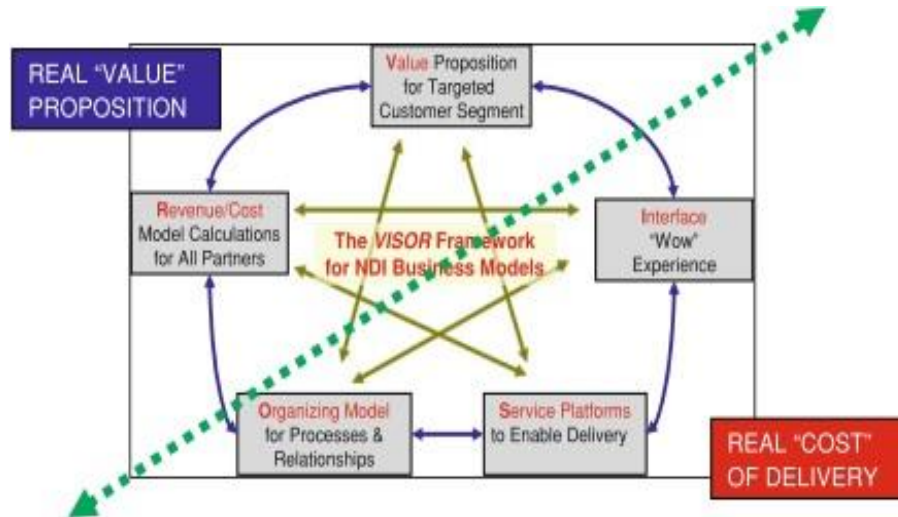 REAL “VALUE”
PROPOSITION
Value Proposition
for Targeted
Customer Segment
Revenue/Cost
Model Calculations
for All Partners
The VISOR Framework
for NDI Business Models
Interface
“Wow”
Experience
Organizing Model
for Processes &
Relationships
Service Platforms
to Enable Delivery
REAL “COST”
OF DELIVERY